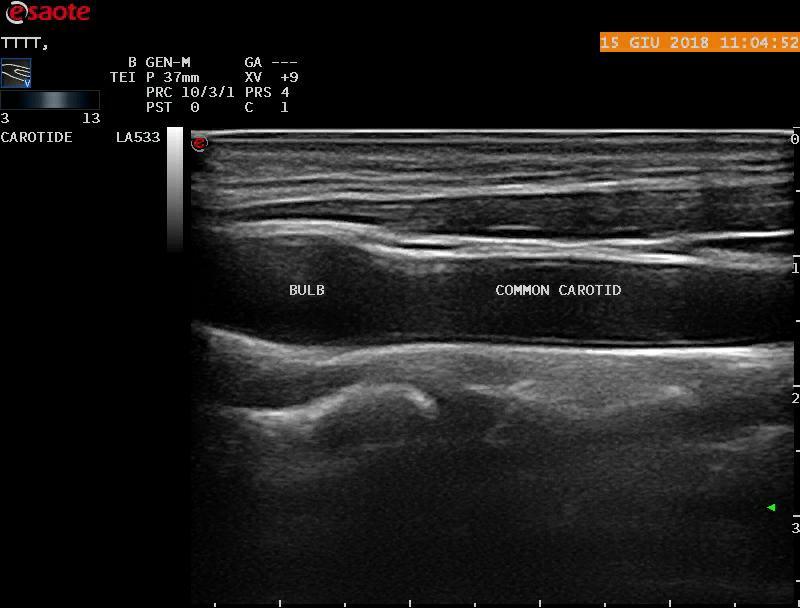 esaote
15 GIU 2018 11:04:52
TTTT,
B GEN-M GA ---
TEI P 37mm XV +9
PRC 10/3/1 PRS 4
PST 0 C 1
V
3 13
CAROTIDE LA533
e
0
1
BULB COMMON CAROTID
2
3